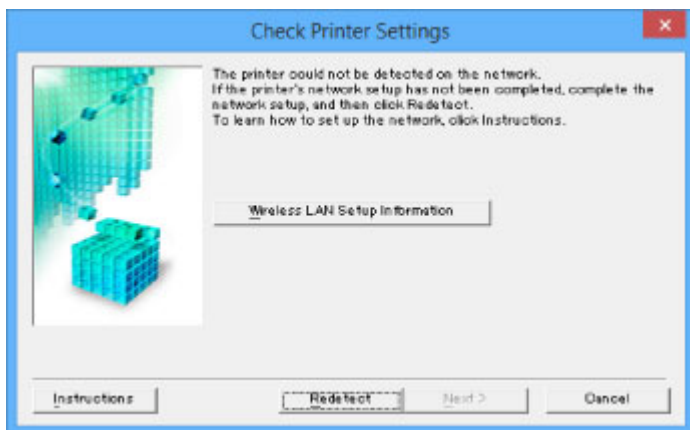 Check Printer Settings
The printer could not be detected on the network.
If the printer's network setup has not been completed, complete the
network setup, and then click Redetect.
To learn how to set up the network, click Instructions.
Wireless LAN Setup Information
Instructions
Redetect
Next >
Cancel